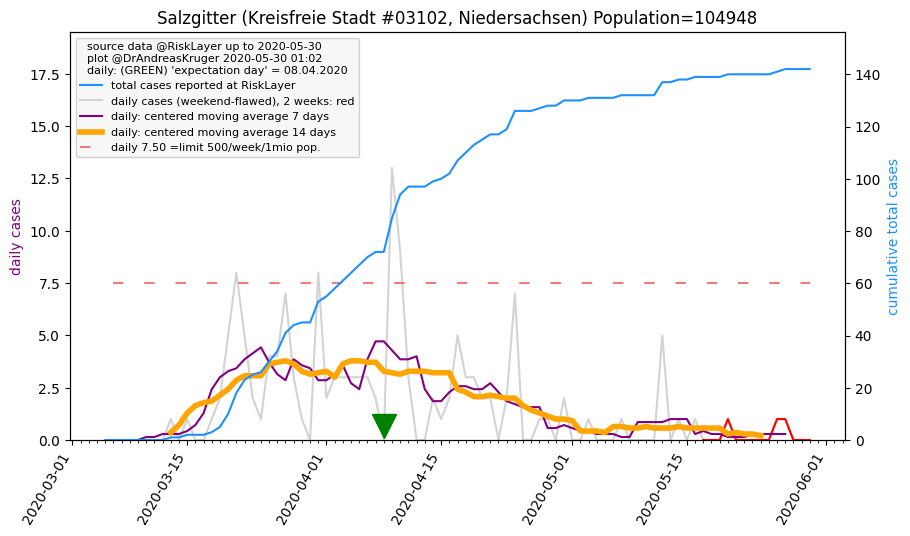 Salzgitter (Kreisfreie Stadt #03102, Niedersachsen) Population=104948
source data @RiskLayer up to 2020-05-30
plot @DrAndreasKruger 2020-05-30 01:02
daily: (GREEN) 'expectation day' = 08.04.2020
total cases reported at RiskLayer
daily cases (weekend-flawed), 2 weeks: red
daily: centered moving average 7 days
daily: centered moving average 14 days
daily 7.50 =limit 500/week/1mio pop.
daily cases
17.5
15.0
12.5
10.0
7.5
5.0
2.5
0.0
140
120
100
80
60
40
20
0
cumulative total cases
2020-03-01
2020-03-15
2020-04-01
2020-04-15
2020-05-01
2020-05-15
2020-06-01